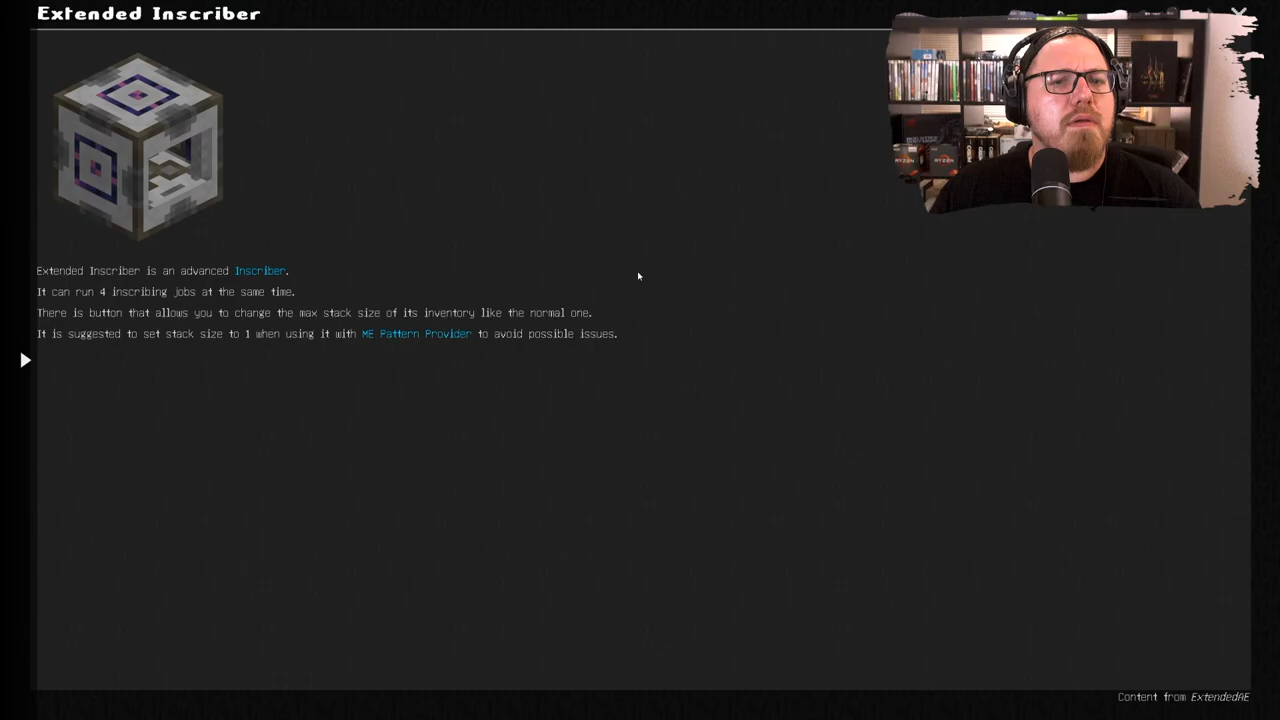 Extended Inscriber
RYZEN RYZEN
Extended Inscriber is an advanced Inscriber.
It can run 4 inscribing jobs at the same time.
There is button that allows you to change the max stack size of its inventory like the normal one.
It is suggested to set stack size to 1 when using it with ME Pattern Provider to avoid possible issues.
Content from ExtendedAE